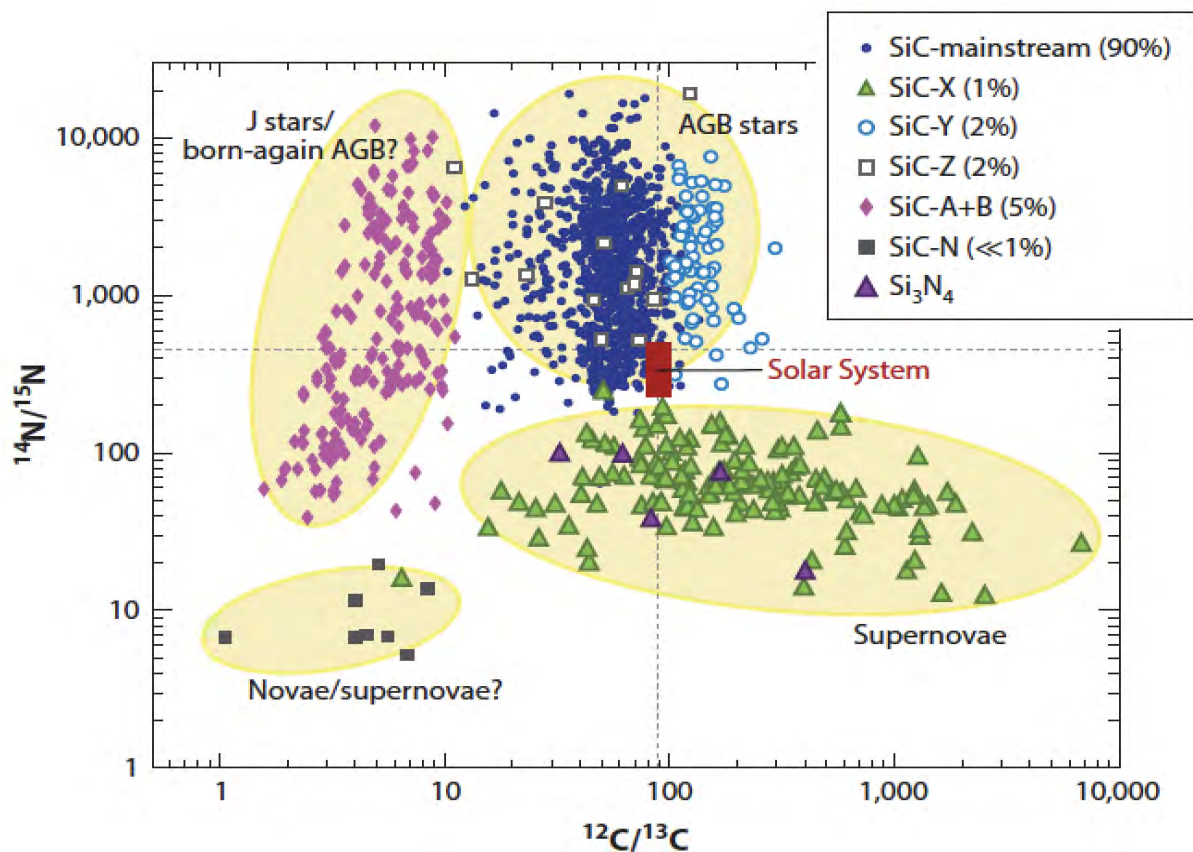 SiC-mainstream (90%)
SiC-X (1%)
SiC-Y (2%)
SiC-Z (2%)
SiC-A+B (5%)
SiC-N (≪1%)
Si₃N₄
J stars/
born-again AGB?
AGB stars
Solar System
Supernovae
Novae/supernovae?
¹⁴N/¹⁵N
10,000
1,000
100
10
1
1 10 100 1,000 10,000
¹²C/¹³C